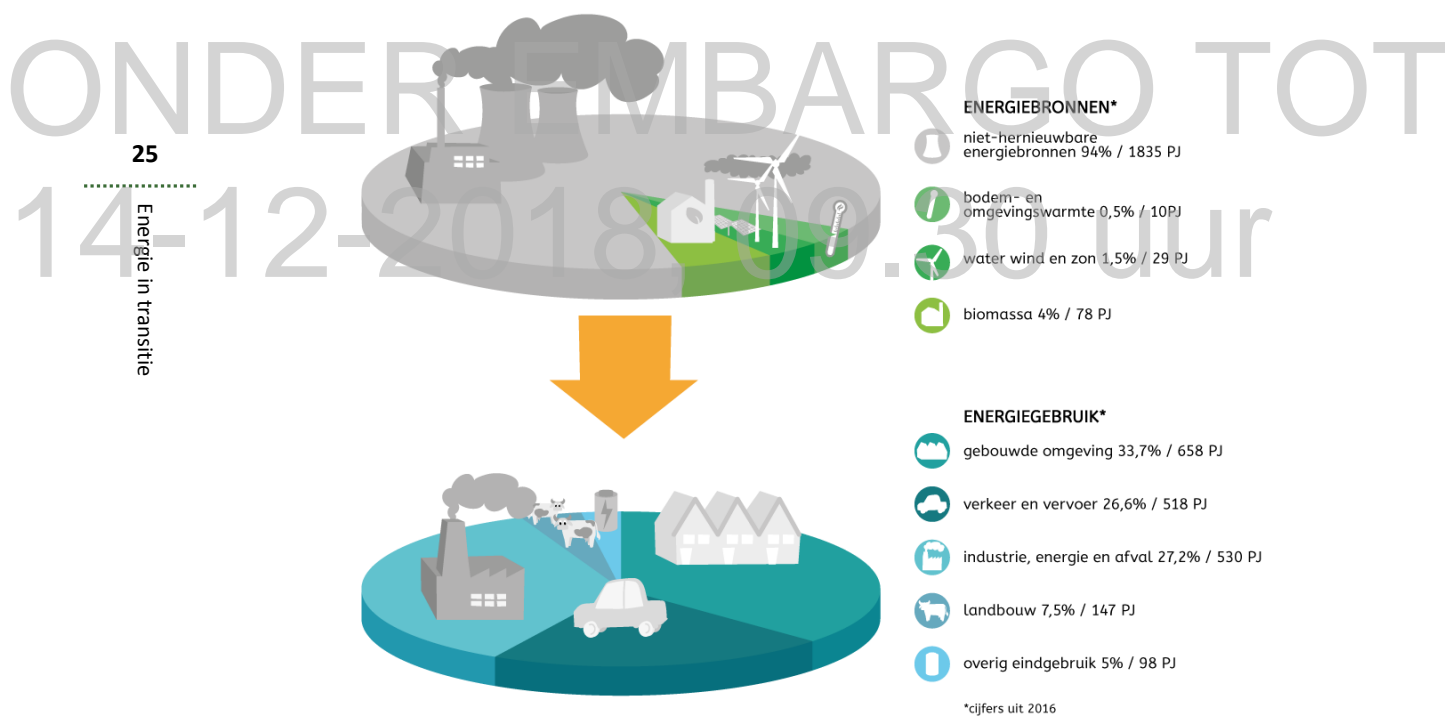 ONDER EMBARGO TOT
14-12-2018 09.30 uur
25
Energie in transitie
ENERGIEBRONNEN*
niet-hernieuwbare
energiebronnen 94% / 1835 PJ
bodem- en
omgevingswarmte 0,5% / 10PJ
water wind en zon 1,5% / 29 PJ
biomassa 4% / 78 PJ
ENERGIEGEBRUIK*
gebouwde omgeving 33,7% / 658 PJ
verkeer en vervoer 26,6% / 518 PJ
industrie, energie en afval 27,2% / 530 PJ
landbouw 7,5% / 147 PJ
overig eindgebruik 5% / 98 PJ
*cijfers uit 2016